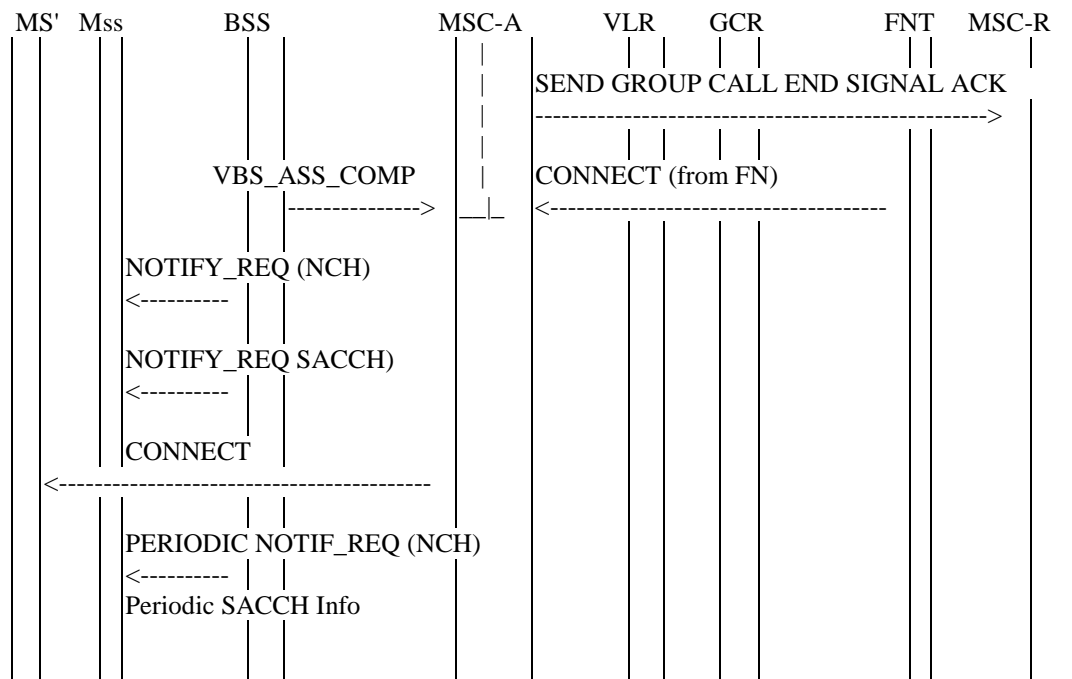 MS' Mss BSS MSC-A VLR GCR FNT MSC-R
SEND GROUP CALL END SIGNAL ACK
VBS_ASS_COMP CONNECT (from FN)
NOTIFY_REQ (NCH)
NOTIFY_REQ SACCH)
CONNECT
PERIODIC NOTIF_REQ (NCH)
Periodic SACCH Info